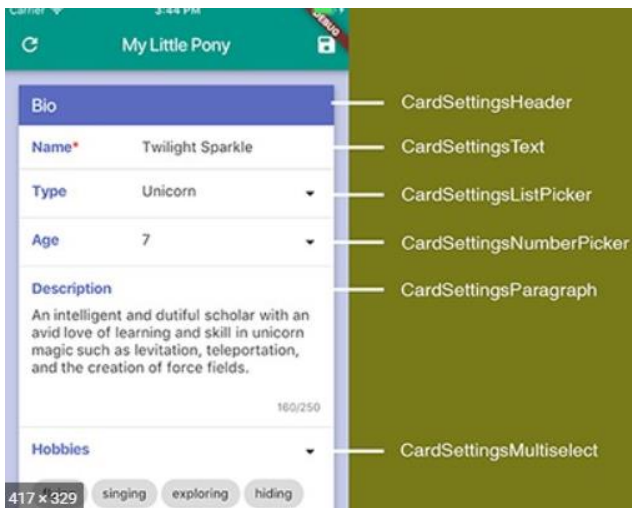 Carrier 3:44 PM
DEBUG
My Little Pony
Bio
CardSettingsHeader
Name* Twilight Sparkle
CardSettingsText
Type Unicorn
CardSettingsListPicker
Age 7
CardSettingsNumberPicker
Description
CardSettingsParagraph
An intelligent and dutiful scholar with an
avid love of learning and skill in unicorn
magic such as levitation, teleportation,
and the creation of force fields.
160/250
Hobbies
CardSettingsMultiselect
singing exploring hiding
417 × 329